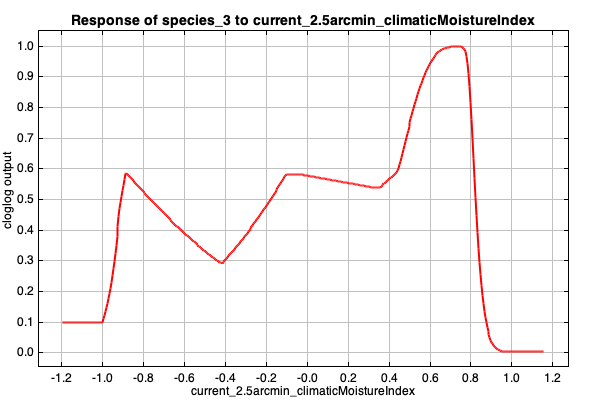 Response of species_3 to current_2.5arcmin_climaticMoistureIndex
cloglog output
1.0
0.9
0.8
0.7
0.6
0.5
0.4
0.3
0.2
0.1
0.0
-1.2 -1.0 -0.8 -0.6 -0.4 -0.2 -0.0 0.2 0.4 0.6 0.8 1.0 1.2
current_2.5arcmin_climaticMoistureIndex